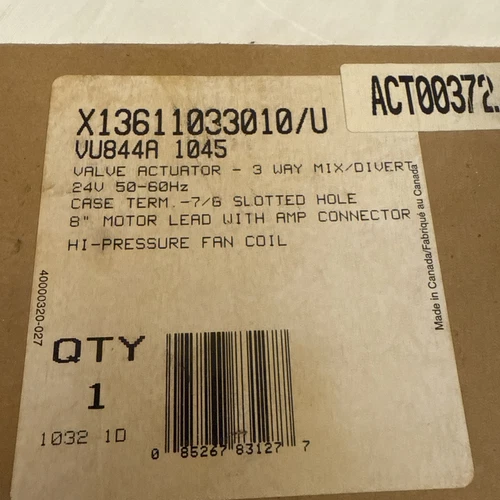 ACT00372.
X13611033010/U
VU844A 1045
VALVE ACTUATOR - 3 WAY MIX/DIVERT
24V 50-60Hz
CASE TERM.-7/8 SLOTTED HOLE
8" MOTOR LEAD WITH AMP CONNECTOR
HI-PRESSURE FAN COIL
Made in Canada/Fabriqué au Canada
40000320-027
QTY
1
1032 1D
0 85267 83127 7